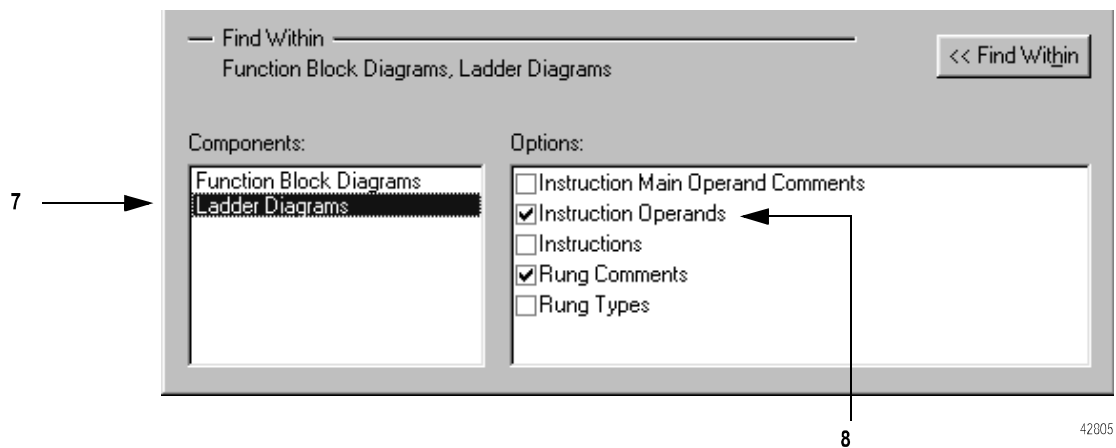 Find Within
Function Block Diagrams, Ladder Diagrams
<< Find Within
Components:
Options:
Function Block Diagrams
Ladder Diagrams
Instruction Main Operand Comments
Instruction Operands
Instructions
Rung Comments
Rung Types
7
8
42805